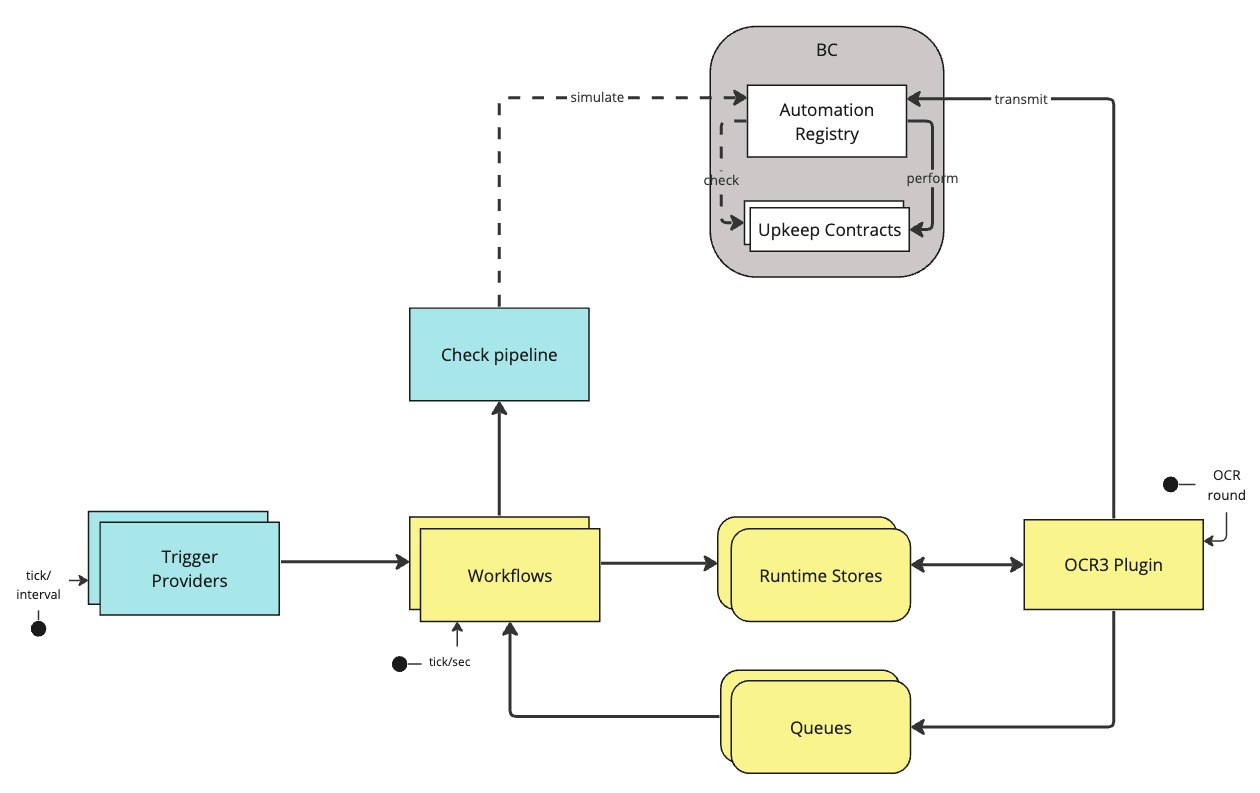 BC
simulate
Automation
Registry
transmit
check
perform
Upkeep Contracts
Check pipeline
OCR
round
Trigger
Providers
tick/
interval
Workflows
Runtime Stores
OCR3 Plugin
tick/sec
Queues